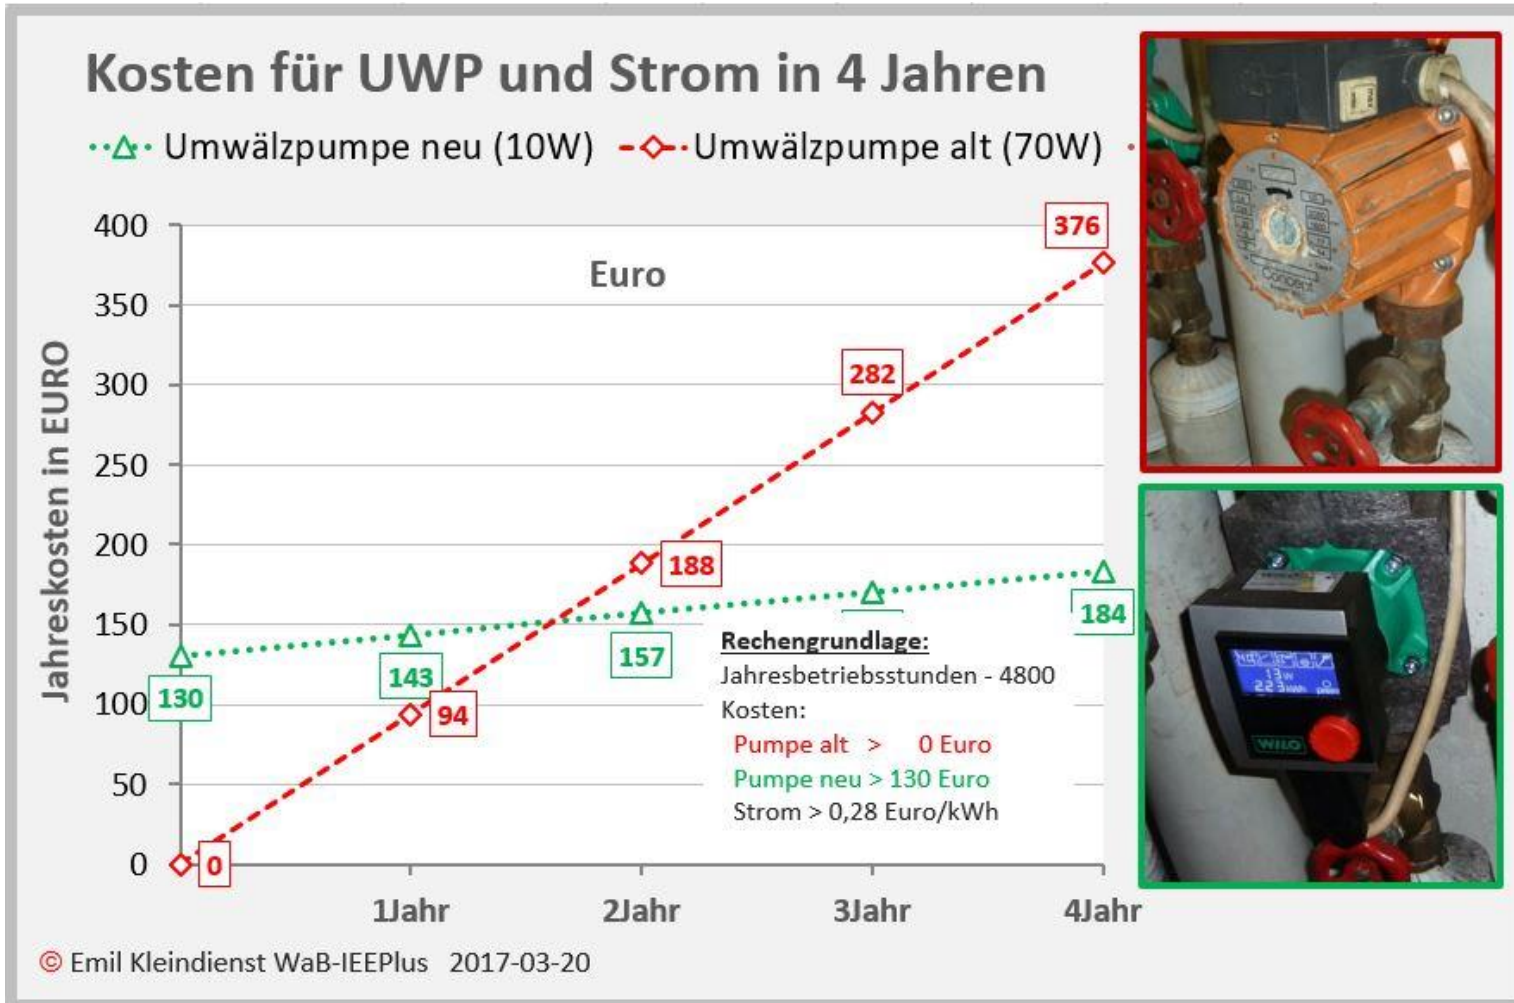 Kosten für UWP und Strom in 4 Jahren
Umwälzpumpe neu (10W) Umwälzpumpe alt (70W)
Euro
Jahreskosten in EURO
400
350
300
250
200
150
100
50
0
376
282
188
94
0
130
143
157
184
Rechengrundlage:
Jahresbetriebsstunden - 4800
Kosten:
Pumpe alt > 0 Euro
Pumpe neu > 130 Euro
Strom > 0,28 Euro/kWh
1Jahr 2Jahr 3Jahr 4Jahr
© Emil Kleindienst WaB-IEEPlus 2017-03-20
Concept
13 W
WILO